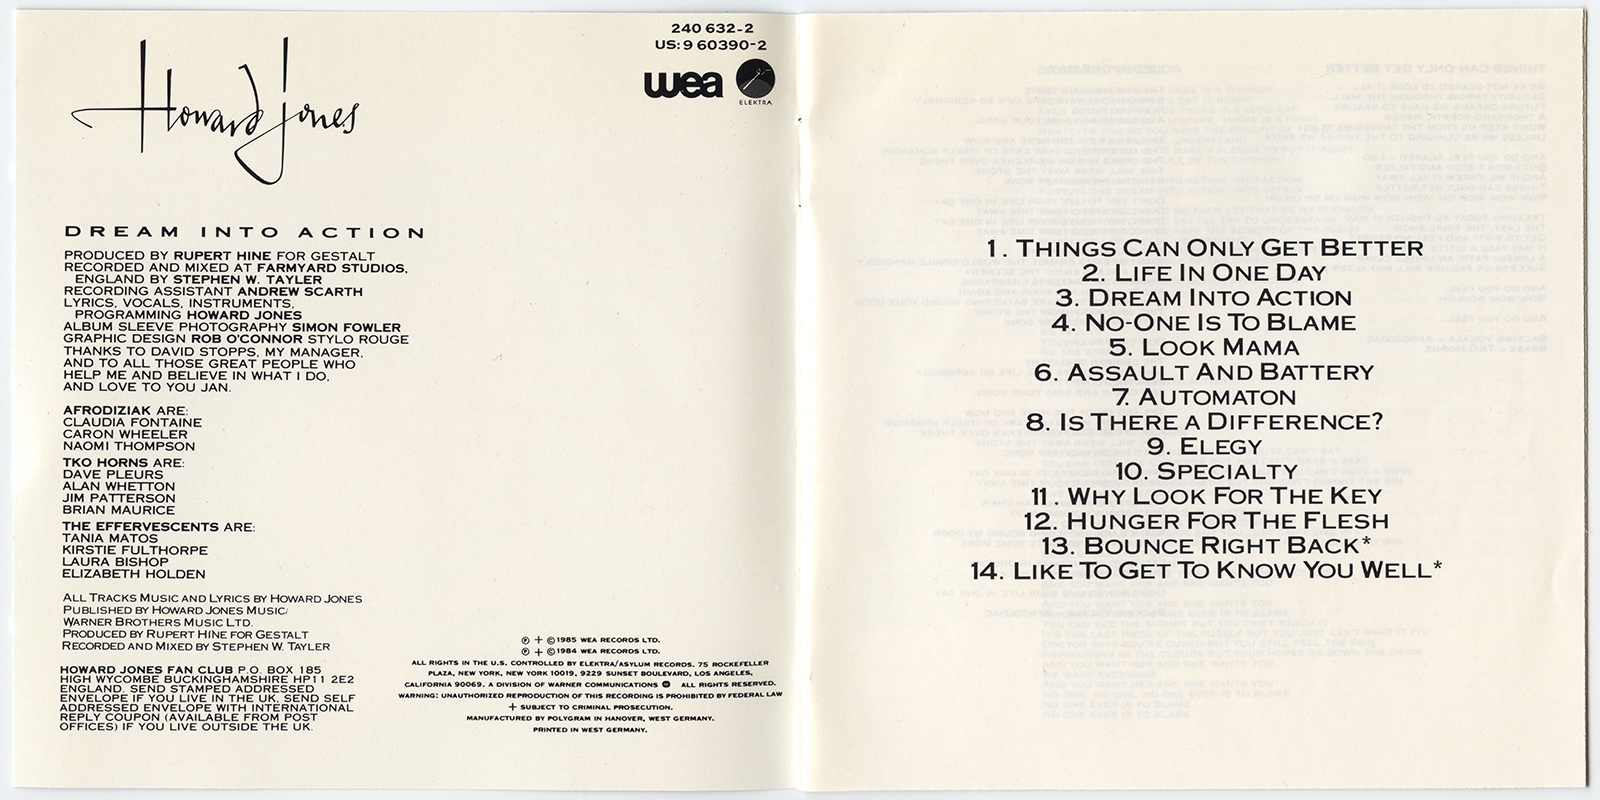 Howard Jones
240 632-2
US: 9 60390-2
wea
ELEKTRA
DREAM INTO ACTION
PRODUCED BY RUPERT HINE FOR GESTALT
RECORDED AND MIXED AT FARMYARD STUDIOS,
ENGLAND BY STEPHEN W. TAYLER
RECORDING ASSISTANT ANDREW SCARTH
LYRICS, VOCALS, INSTRUMENTS,
PROGRAMMING HOWARD JONES
ALBUM SLEEVE PHOTOGRAPHY SIMON FOWLER
GRAPHIC DESIGN ROB O'CONNOR STYLO ROUGE
THANKS TO DAVID STOPPS, MY MANAGER,
AND TO ALL THOSE GREAT PEOPLE WHO
HELP ME AND BELIEVE IN WHAT I DO,
AND LOVE TO YOU JAN.
AFRODIZIAK ARE:
CLAUDIA FONTAINE
CARON WHEELER
NAOMI THOMPSON
TKO HORNS ARE:
DAVE PLEURS
ALAN WHETTON
JIM PATTERSON
BRIAN MAURICE
THE EFFERVESCENTS ARE:
TANIA MATOS
KIRSTIE FULTHORPE
LAURA BISHOP
ELIZABETH HOLDEN
ALL TRACKS MUSIC AND LYRICS BY HOWARD JONES
PUBLISHED BY HOWARD JONES MUSIC/
WARNER BROTHERS MUSIC LTD.
PRODUCED BY RUPERT HINE FOR GESTALT
RECORDED AND MIXED BY STEPHEN W. TAYLER
HOWARD JONES FAN CLUB P.O. BOX 185,
HIGH WYCOMBE BUCKINGHAMSHIRE HP11 2E2
ENGLAND. SEND STAMPED ADDRESSED
ENVELOPE IF YOU LIVE IN THE UK, SEND SELF
ADDRESSED ENVELOPE WITH INTERNATIONAL
REPLY COUPON (AVAILABLE FROM POST
OFFICES) IF YOU LIVE OUTSIDE THE UK.
℗ + © 1985 WEA RECORDS LTD.
℗ + © 1984 WEA RECORDS LTD.
ALL RIGHTS IN THE U.S. CONTROLLED BY ELEKTRA/ASYLUM RECORDS, 75 ROCKEFELLER
PLAZA, NEW YORK, NEW YORK 10019, 9229 SUNSET BOULEVARD, LOS ANGELES,
CALIFORNIA 90069. A DIVISION OF WARNER COMMUNICATIONS ALL RIGHTS RESERVED.
WARNING: UNAUTHORIZED REPRODUCTION OF THIS RECORDING IS PROHIBITED BY FEDERAL LAW
+ SUBJECT TO CRIMINAL PROSECUTION.
MANUFACTURED BY POLYGRAM IN HANOVER, WEST GERMANY.
PRINTED IN WEST GERMANY.
1. THINGS CAN ONLY GET BETTER
2. LIFE IN ONE DAY
3. DREAM INTO ACTION
4. NO-ONE IS TO BLAME
5. LOOK MAMA
6. ASSAULT AND BATTERY
7. AUTOMATON
8. IS THERE A DIFFERENCE?
9. ELEGY
10. SPECIALTY
11. WHY LOOK FOR THE KEY
12. HUNGER FOR THE FLESH
13. BOUNCE RIGHT BACK*
14. LIKE TO GET TO KNOW YOU WELL*